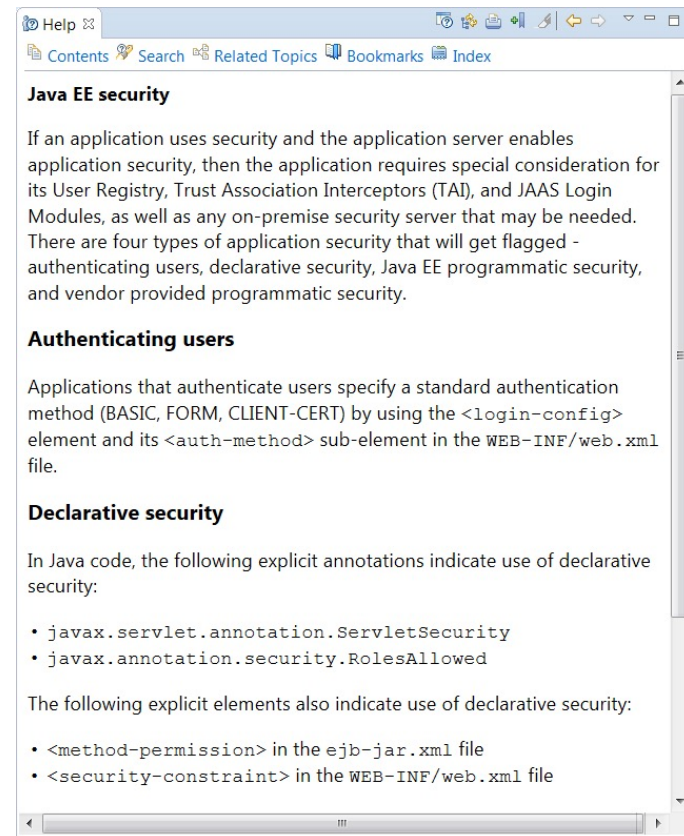 Help
Contents Search Related Topics Bookmarks Index
Java EE security
If an application uses security and the application server enables
application security, then the application requires special consideration for
its User Registry, Trust Association Interceptors (TAI), and JAAS Login
Modules, as well as any on-premise security server that may be needed.
There are four types of application security that will get flagged -
authenticating users, declarative security, Java EE programmatic security,
and vendor provided programmatic security.
Authenticating users
Applications that authenticate users specify a standard authentication
method (BASIC, FORM, CLIENT-CERT) by using the <login-config>
element and its <auth-method> sub-element in the WEB-INF/web.xml
file.
Declarative security
In Java code, the following explicit annotations indicate use of declarative
security:
• javax.servlet.annotation.ServletSecurity
• javax.annotation.security.RolesAllowed
The following explicit elements also indicate use of declarative security:
• <method-permission> in the ejb-jar.xml file
• <security-constraint> in the WEB-INF/web.xml file